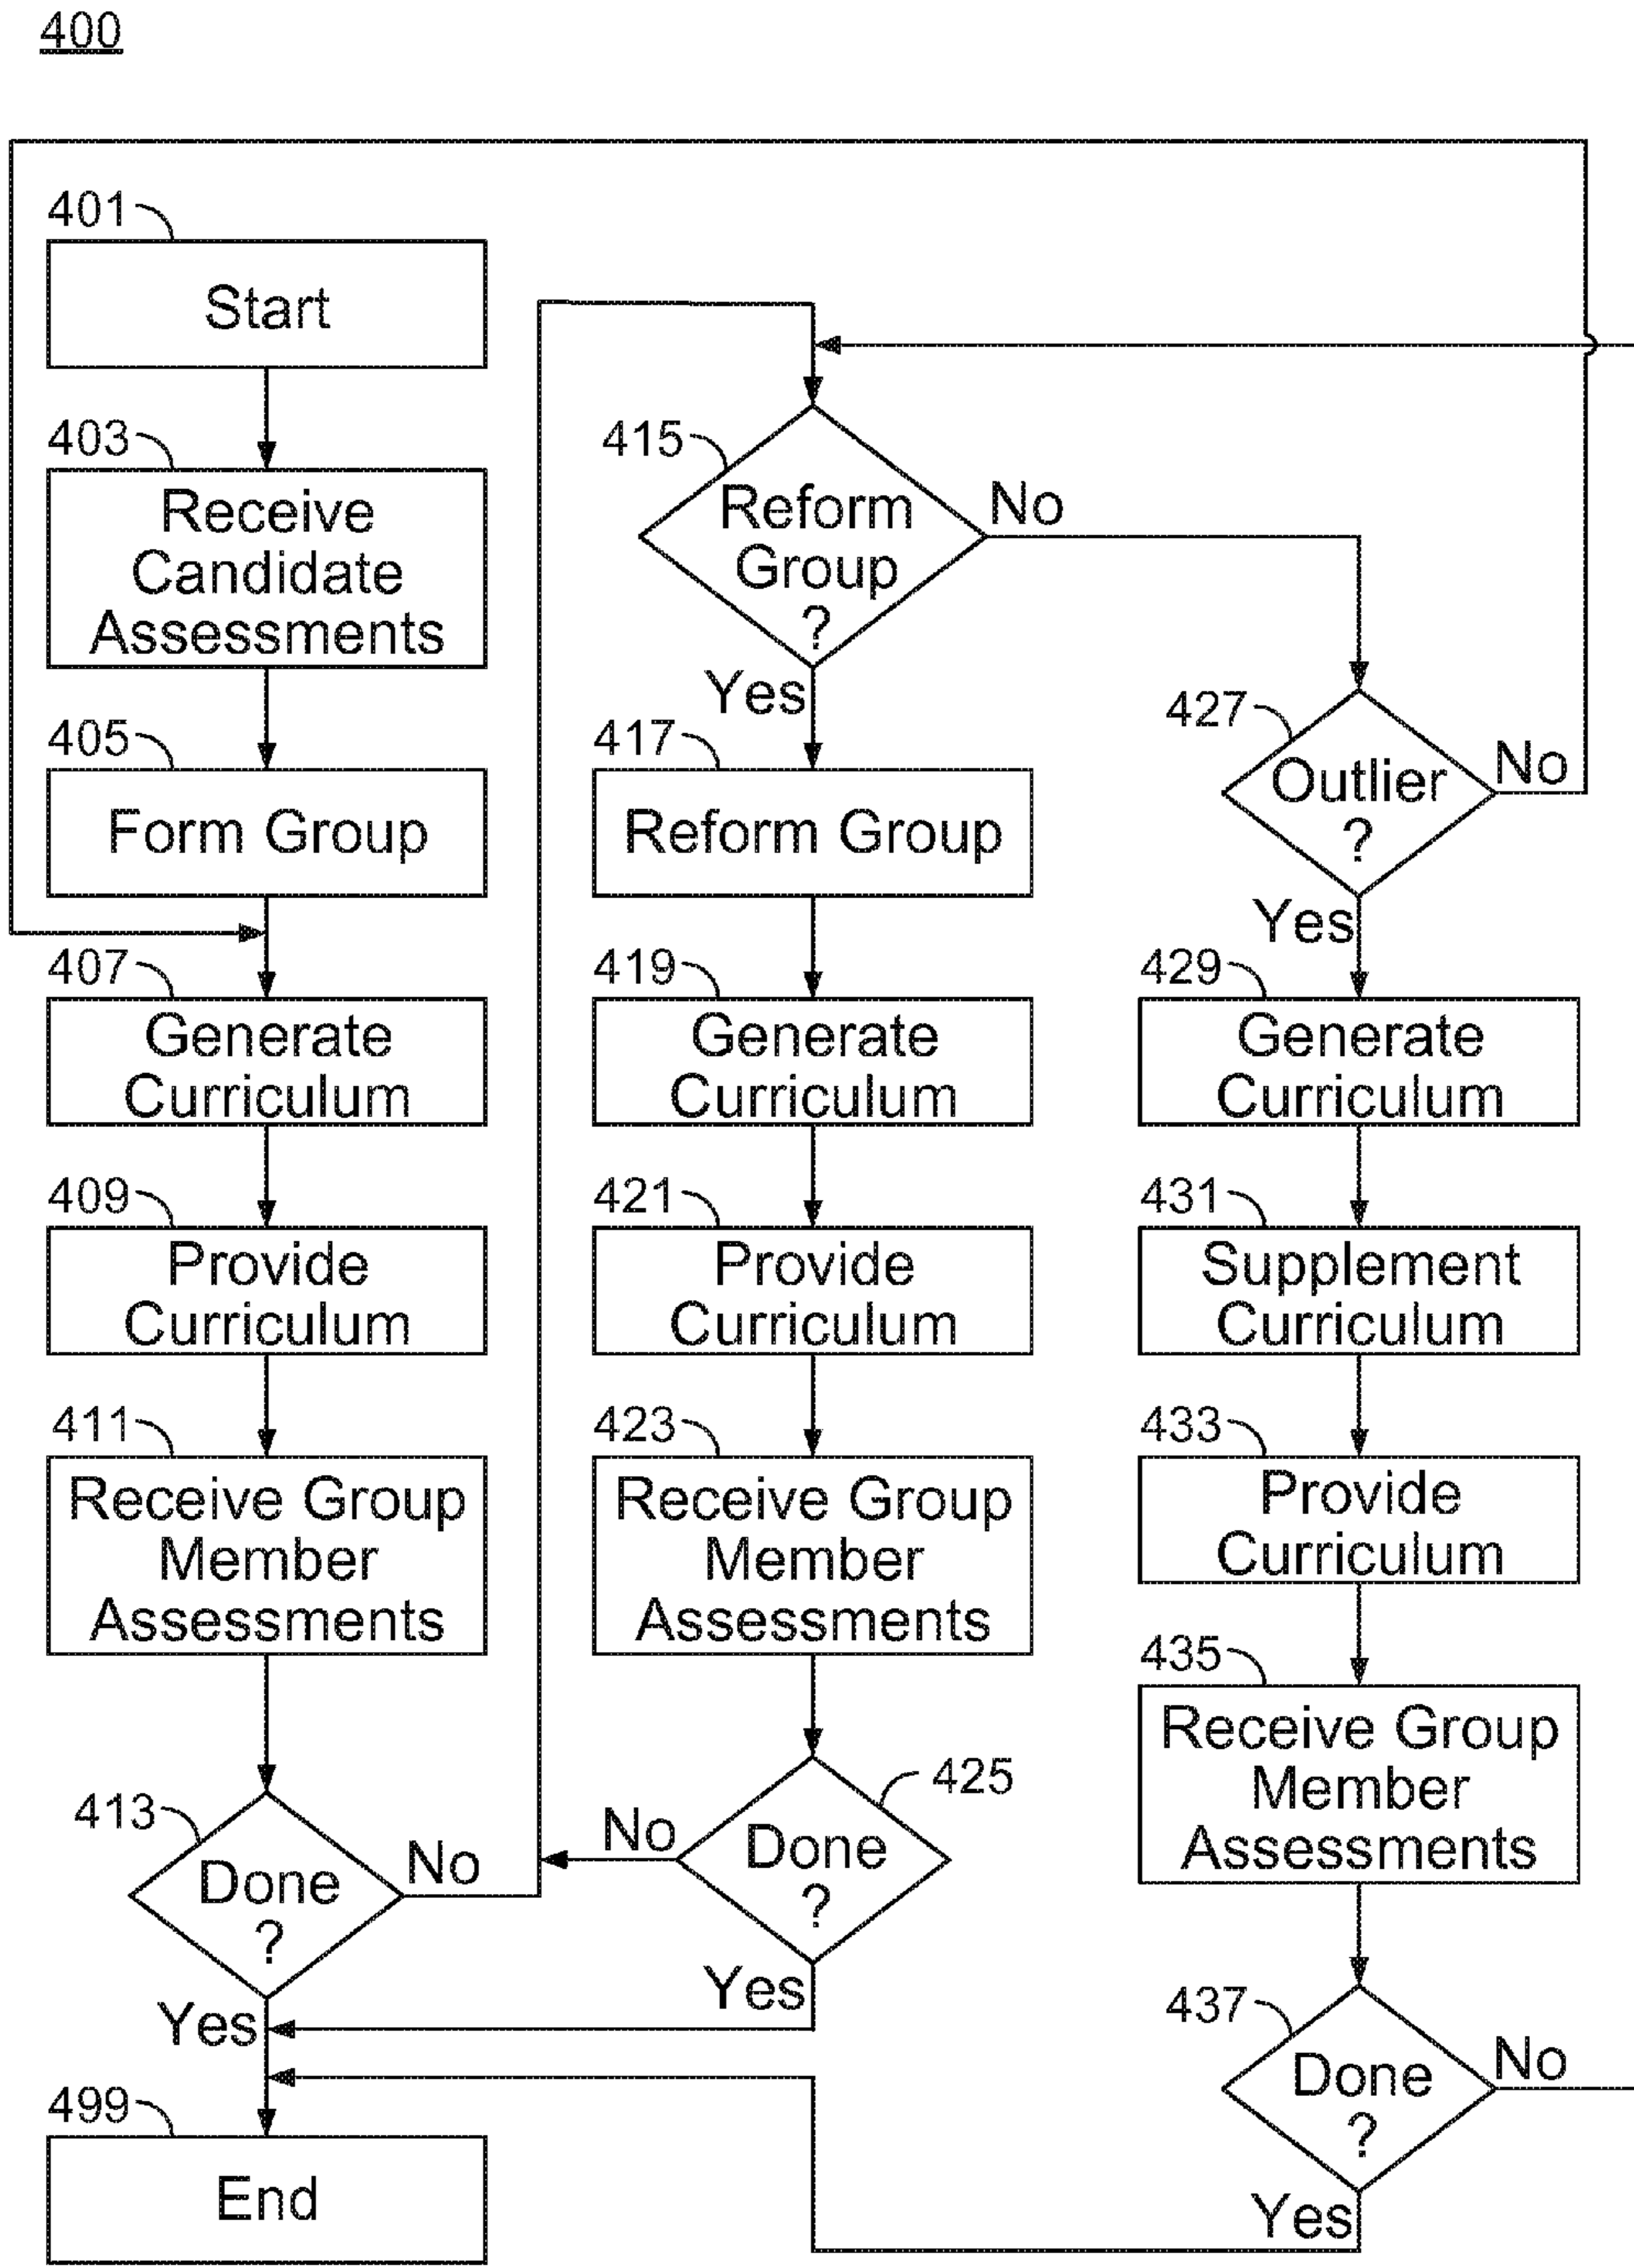 400
401
Start
403
Receive
Candidate
Assessments
405
Form Group
407
Generate
Curriculum
409
Provide
Curriculum
411
Receive Group
Member
Assessments
413
Done
?
No
Yes
499
End
415
Reform
Group
?
No
Yes
417
Reform Group
419
Generate
Curriculum
421
Provide
Curriculum
423
Receive Group
Member
Assessments
425
Done
?
No
Yes
427
Outlier
?
No
Yes
429
Generate
Curriculum
431
Supplement
Curriculum
433
Provide
Curriculum
435
Receive Group
Member
Assessments
437
Done
?
No
Yes